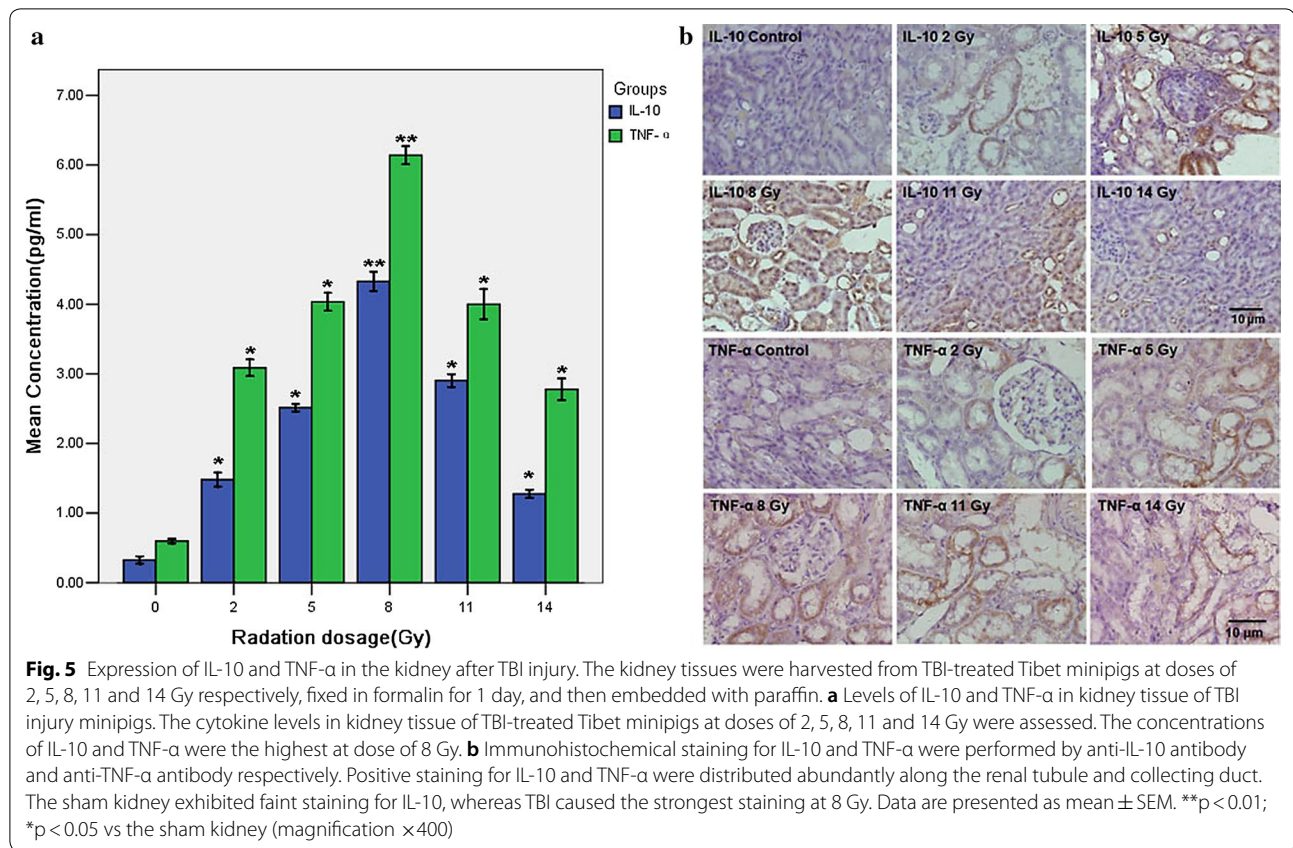 a
7.00
6.00
5.00
4.00
3.00
2.00
1.00
0.00
Mean Concentration(pg/ml)
Groups
IL-10
TNF- α
*
*
*
*
**
**
*
*
*
*
0 2 5 8 11 14
Radation dosage(Gy)
b
IL-10 Control
IL-10 2 Gy
IL-10 5 Gy
IL-10 8 Gy
IL-10 11 Gy
IL-10 14 Gy
10 µm
TNF-α Control
TNF-α 2 Gy
TNF-α 5 Gy
TNF-α 8 Gy
TNF-α 11 Gy
TNF-α 14 Gy
10 µm
Fig. 5 Expression of IL-10 and TNF-α in the kidney after TBI injury. The kidney tissues were harvested from TBI-treated Tibet minipigs at doses of
2, 5, 8, 11 and 14 Gy respectively, fixed in formalin for 1 day, and then embedded with paraffin. a Levels of IL-10 and TNF-α in kidney tissue of TBI
injury minipigs. The cytokine levels in kidney tissue of TBI-treated Tibet minipigs at doses of 2, 5, 8, 11 and 14 Gy were assessed. The concentrations
of IL-10 and TNF-α were the highest at dose of 8 Gy. b Immunohistochemical staining for IL-10 and TNF-α were performed by anti-IL-10 antibody
and anti-TNF-α antibody respectively. Positive staining for IL-10 and TNF-α were distributed abundantly along the renal tubule and collecting duct.
The sham kidney exhibited faint staining for IL-10, whereas TBI caused the strongest staining at 8 Gy. Data are presented as mean ± SEM. **p < 0.01;
*p < 0.05 vs the sham kidney (magnification ×400)